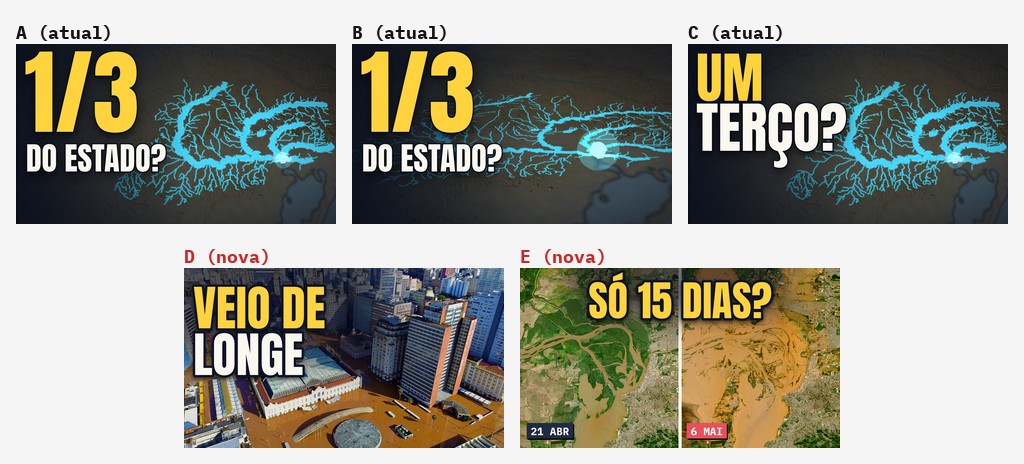 A (atual)
1/3
DO ESTADO?
B (atual)
1/3
DO ESTADO?
C (atual)
UM
TERÇO?
D (nova)
VEIO DE
LONGE
E (nova)
SÓ 15 DIAS?
21 ABR
6 MAI